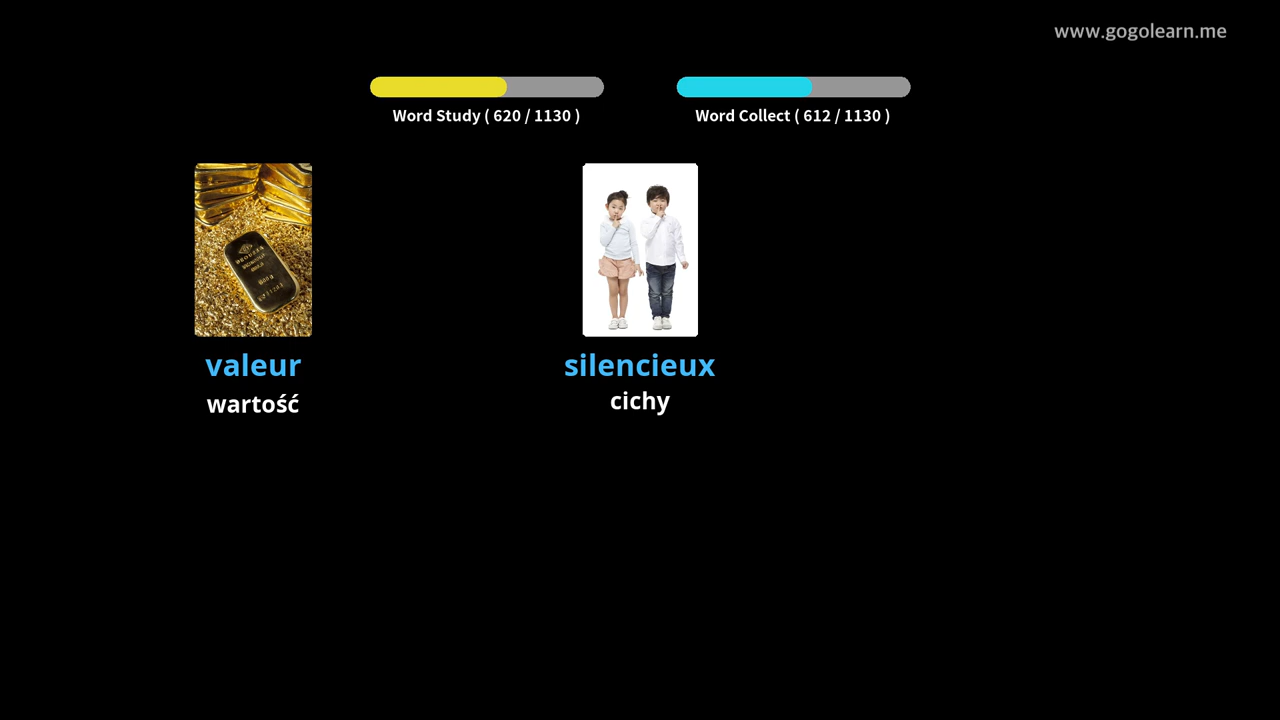 www.gogolearn.me
Word Study ( 620 / 1130 )
Word Collect ( 612 / 1130 )
valeur
wartość
silencieux
cichy